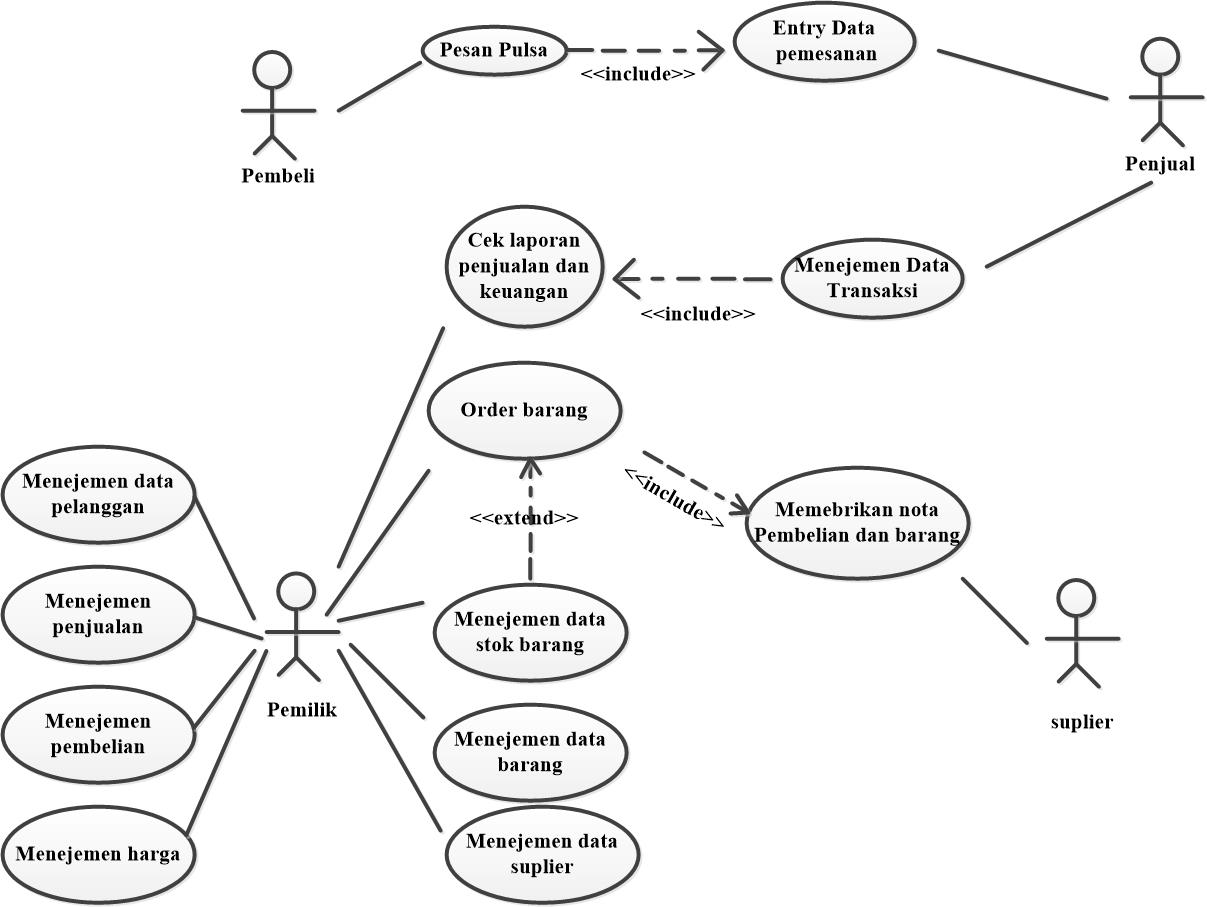 Pesan Pulsa
<<include>>
Entry Data
pemesanan
Pembeli
Penjual
Cek laporan
penjualan dan
keuangan
<<include>>
Menejemen Data
Transaksi
Order barang
<<include>>
<<extend>>
Memebrikan nota
Pembelian dan barang
Menejemen data
pelanggan
Menejemen
penjualan
Menejemen data
stok barang
Pemilik
suplier
Menejemen
pembelian
Menejemen data
barang
Menejemen harga
Menejemen data
suplier